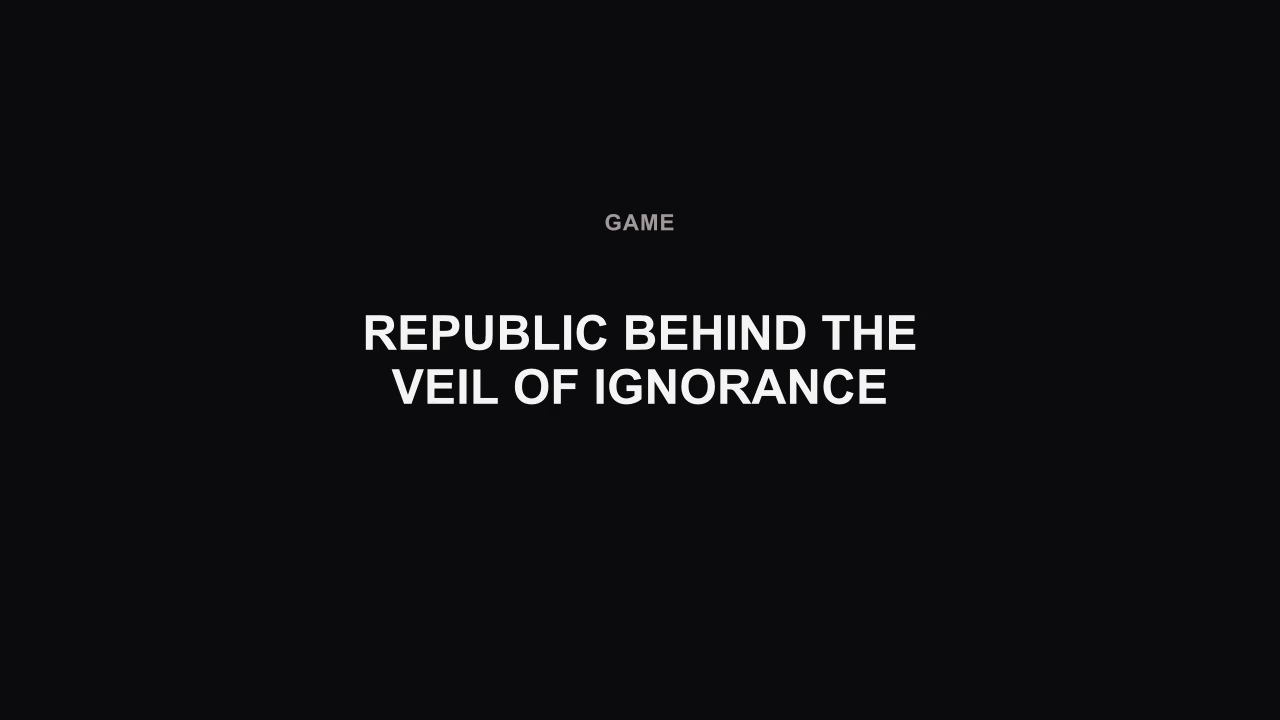 GAME
REPUBLIC BEHIND THE
VEIL OF IGNORANCE